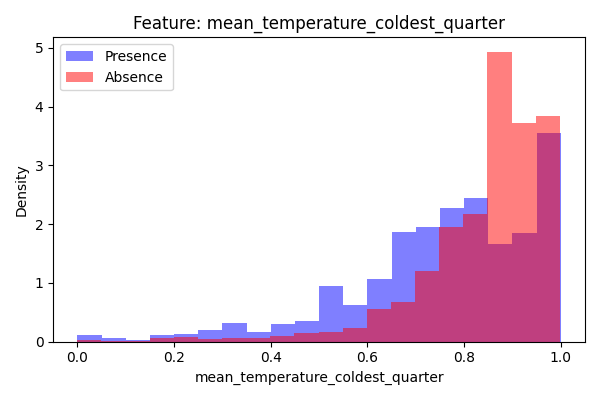 Feature: mean_temperature_coldest_quarter
Presence
Absence
Density
5
4
3
2
1
0
0.0 0.2 0.4 0.6 0.8 1.0
mean_temperature_coldest_quarter